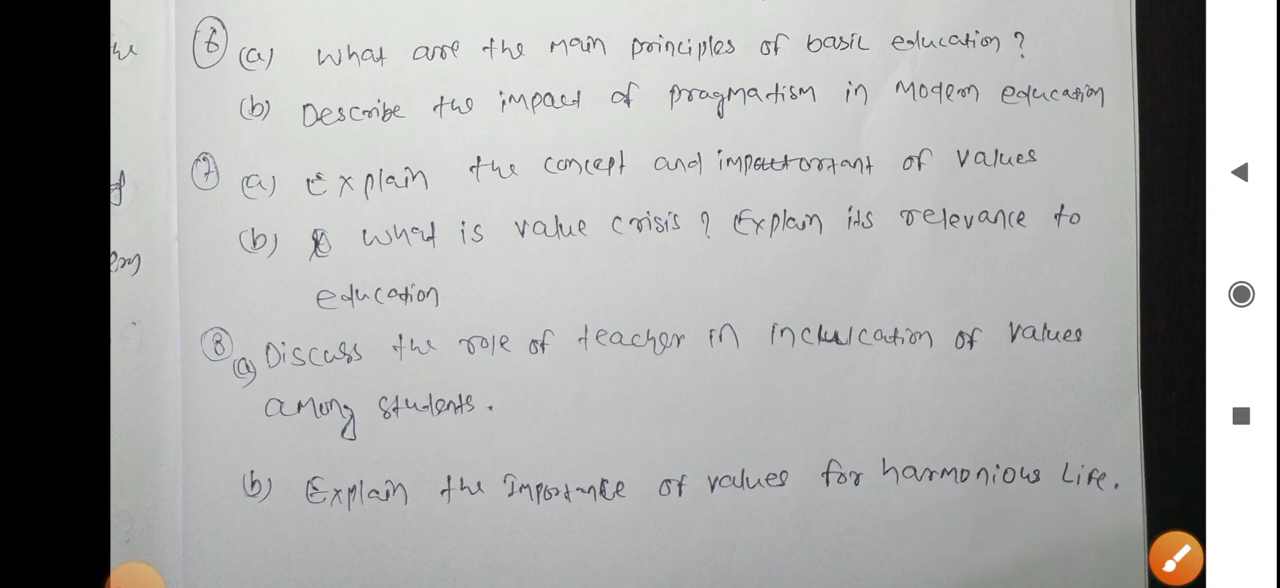 6 (a) What are the main principles of basic education?
(b) Describe the impact of pragmatism in Modern education
7 (a) Explain the concept and important of values
(b) What is value crisis? Explain its relevance to
education
8 (a) Discuss the role of teacher in inculcation of values
among students.
(b) Explain the Importance of values for harmonious Life.